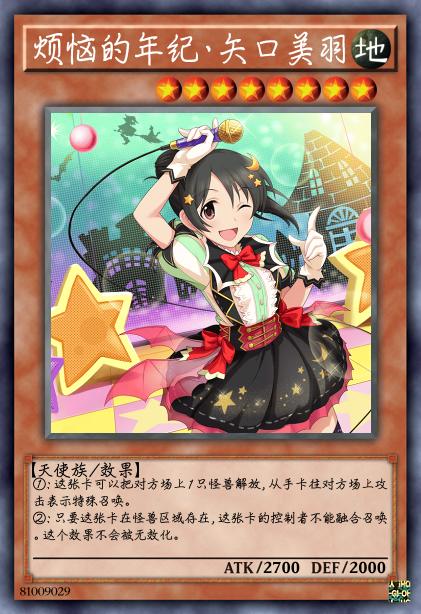 烦恼的年纪·矢口美羽 地
【天使族/效果】
①:这张卡可以把对方场上1只怪兽解放,从手卡往对方场上攻
击表示特殊召唤。
②:只要这张卡在怪兽区域存在,这张卡的控制者不能融合召唤
。这个效果不会被无效化。
ATK/2700 DEF/2000
81009029